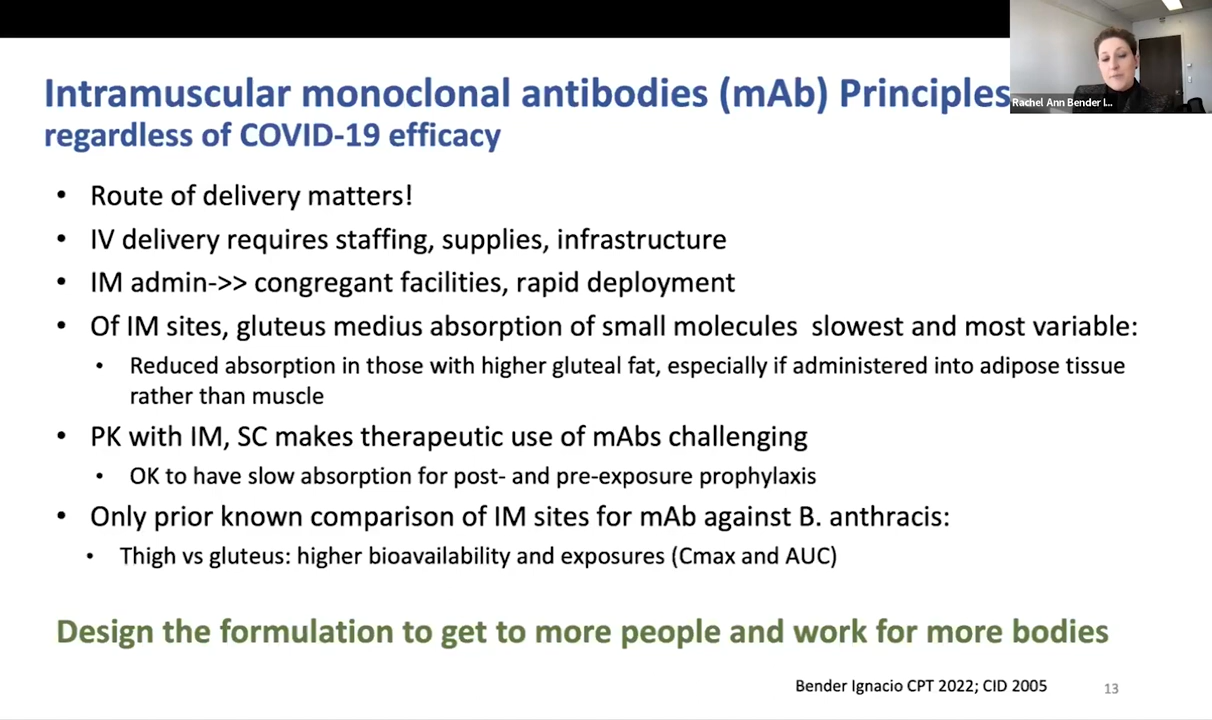 Intramuscular monoclonal antibodies (mAb) Principles
regardless of COVID-19 efficacy
Rachel Ann Bender I...
• Route of delivery matters!
• IV delivery requires staffing, supplies, infrastructure
• IM admin->> congregant facilities, rapid deployment
• Of IM sites, gluteus medius absorption of small molecules  slowest and most variable:
• Reduced absorption in those with higher gluteal fat, especially if administered into adipose tissue
rather than muscle
• PK with IM, SC makes therapeutic use of mAbs challenging
• OK to have slow absorption for post- and pre-exposure prophylaxis
• Only prior known comparison of IM sites for mAb against B. anthracis:
• Thigh vs gluteus: higher bioavailability and exposures (Cmax and AUC)
Design the formulation to get to more people and work for more bodies
Bender Ignacio CPT 2022; CID 2005
13